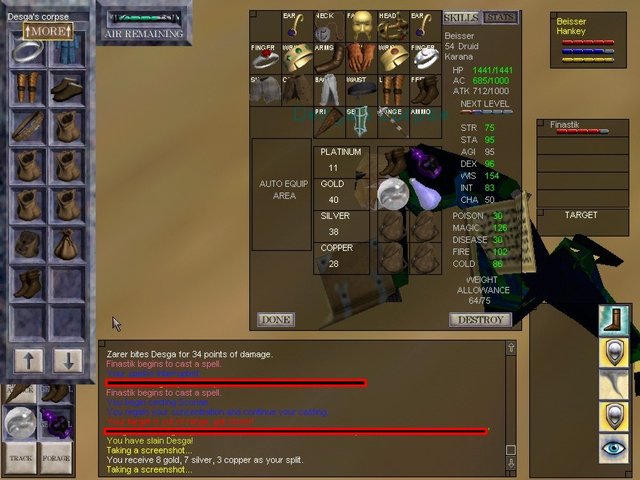 Desga's corpse
MORE
AIR REMAINING
EAR
NECK
FACE
HEAD
EAR
FINGER
WRIST
ARMS
HANDS
WRIST
FINGER
WAIST
LEGS
FEET
AMMO
SKILLS
STATS
Beisser
54 Druid
Karana
HP 1441/1441
AC 685/1000
ATK 712/1000
NEXT LEVEL
STR 75
STA 95
AGI 95
DEX 96
WIS 154
INT 83
CHA 50
POISON 30
MAGIC 126
DISEASE 30
FIRE 102
COLD 86
WEIGHT
ALLOWANCE
64/75
AUTO EQUIP
AREA
PLATINUM
11
GOLD
40
SILVER
38
COPPER
28
DONE
DESTROY
Beisser
Hankey
Finastik
TARGET
TRACK
FORAGE
Zarer bites Desga for 34 points of damage.
Finastik begins to cast a spell.
Finastik begins to cast a spell.
You regain your concentration and continue your casting.
You have slain Desga!
Taking a screenshot...
You receive 8 gold, 7 silver, 3 copper as your split.
Taking a screenshot...